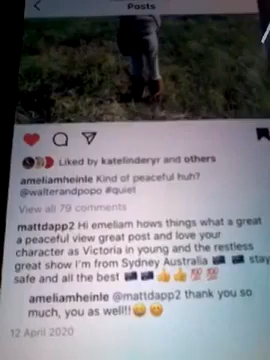 Posts
Liked by katelinderyr and others
ameliamheinle Kind of peaceful huh?
@walterandpopo #quiet
View all 79 comments
mattdapp2 Hi emeliam hows things what a great
a peaceful view great post and love your
character as Victoria in young and the restless
great show I'm from Sydney Australia 🇦🇺 🇦🇺 stay
safe and all the best 🇦🇺🇦🇺👍👍💯💯
ameliamheinle @mattdapp2 thank you so
much, you as well!!😊😊
12 April 2020